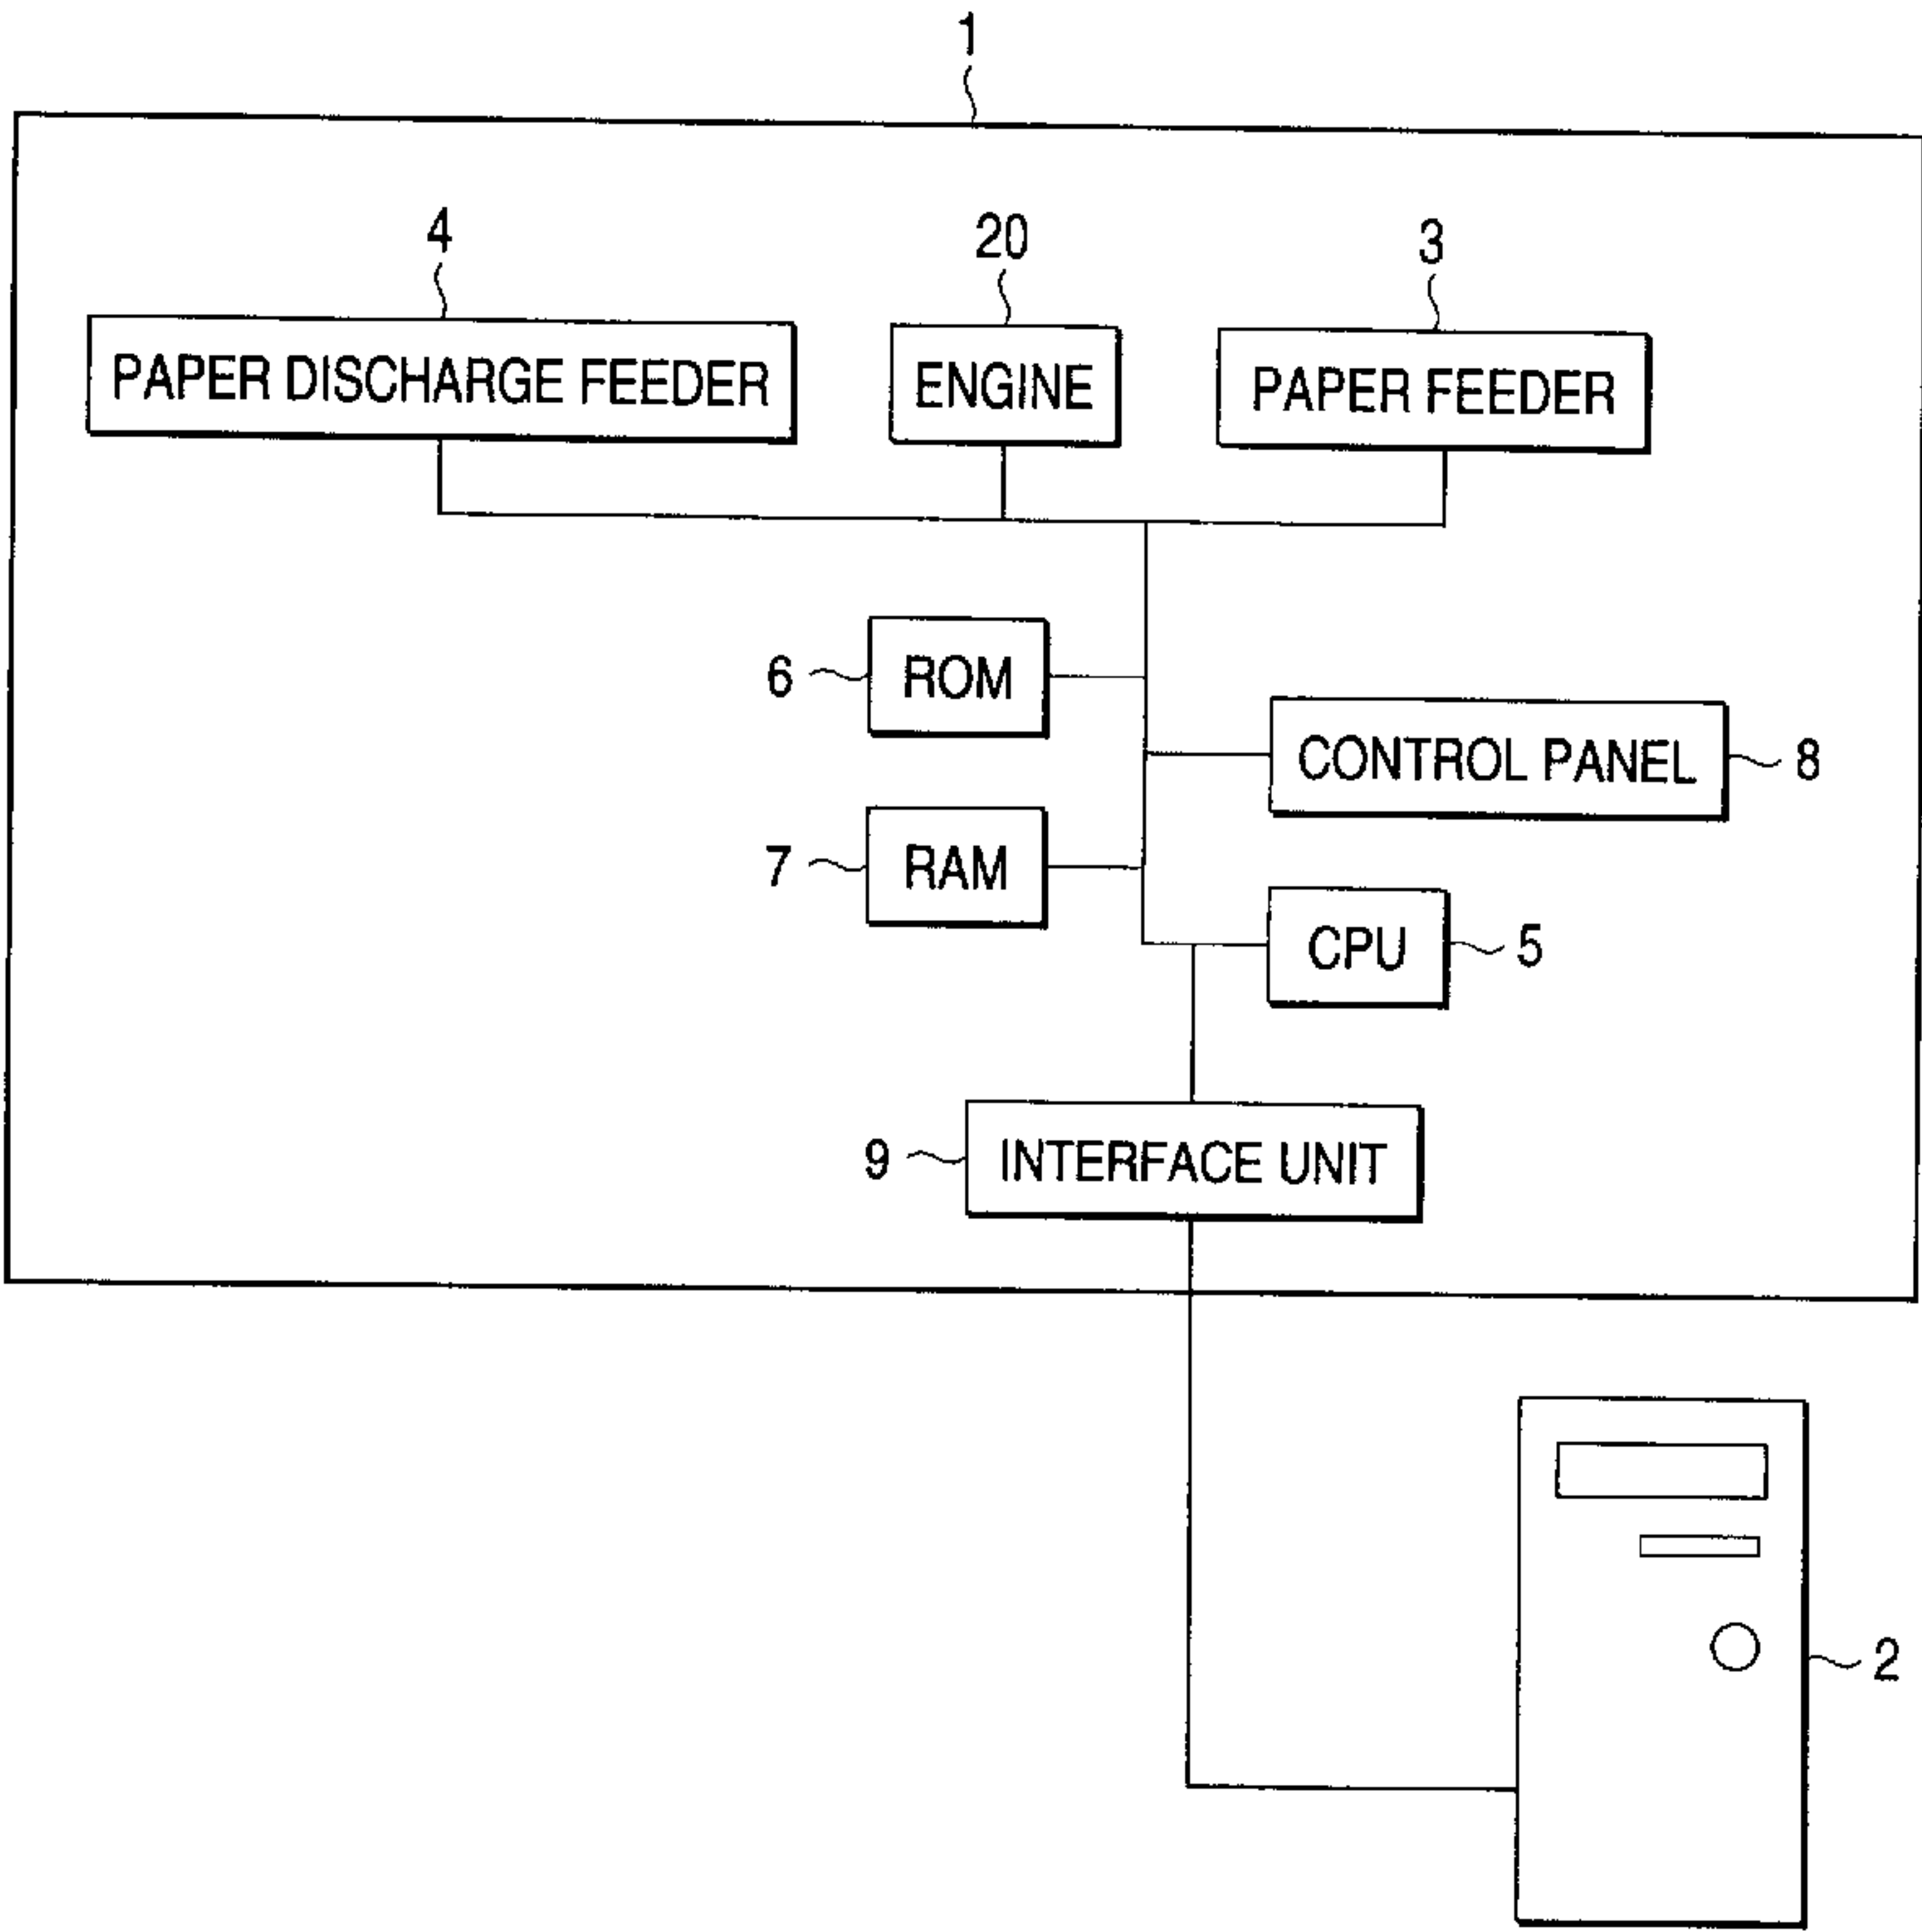 1
4
20
3
PAPER DISCHARGE FEEDER
ENGINE
PAPER FEEDER
6
ROM
CONTROL PANEL
8
7
RAM
CPU
5
9
INTERFACE UNIT
2